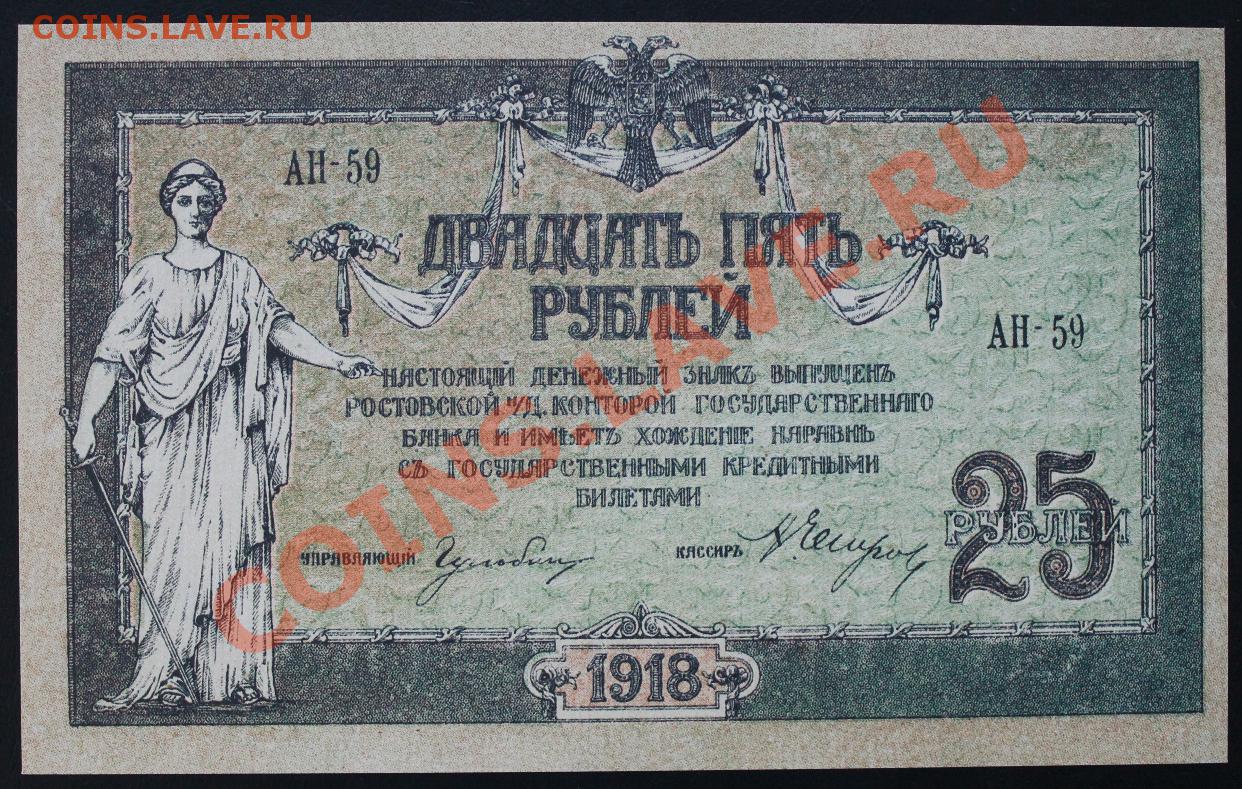 COINS.LAVE.RU
АН-59
ДВАДЦАТЬ ПЯТЬ
РУБЛЕЙ
АН-59
НАСТОЯЩІЙ ДЕНЕЖНЫЙ ЗНАКЪ ВЫПУЩЕНЪ
РОСТОВСКОЙ Н/Д. КОНТОРОЙ ГОСУДАРСТВЕННАГО
БАНКА И ИМѢЕТЪ ХОЖДЕНІЕ НАРАВНѢ
СЪ ГОСУДАРСТВЕННЫМИ КРЕДИТНЫМИ
БИЛЕТАМИ
25
РУБЛЕЙ
УПРАВЛЯЮЩІЙ
КАССИРЪ
1918
COINS.LAVE.RU